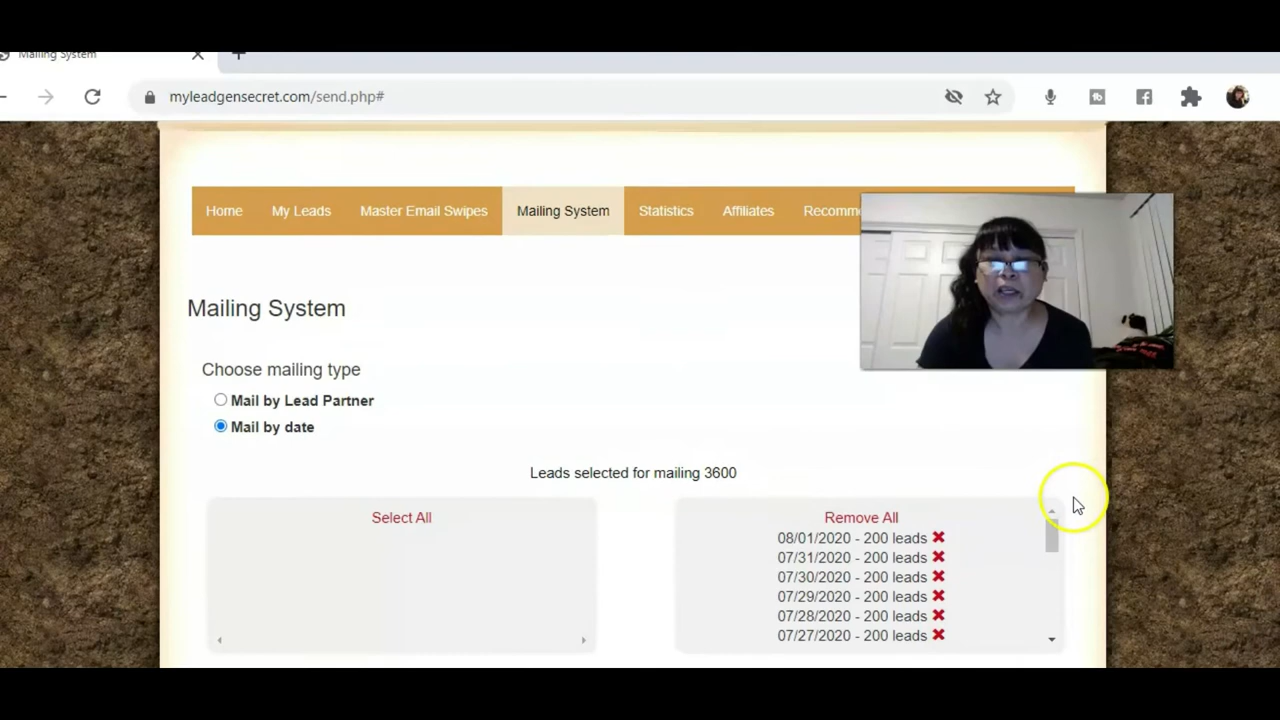 Mailing System
myleadgensecret.com/send.php#
Home My Leads Master Email Swipes Mailing System Statistics Affiliates Recomm
Mailing System
Choose mailing type
Mail by Lead Partner
Mail by date
Leads selected for mailing 3600
Select All Remove All
08/01/2020 - 200 leads
07/31/2020 - 200 leads
07/30/2020 - 200 leads
07/29/2020 - 200 leads
07/28/2020 - 200 leads
07/27/2020 - 200 leads